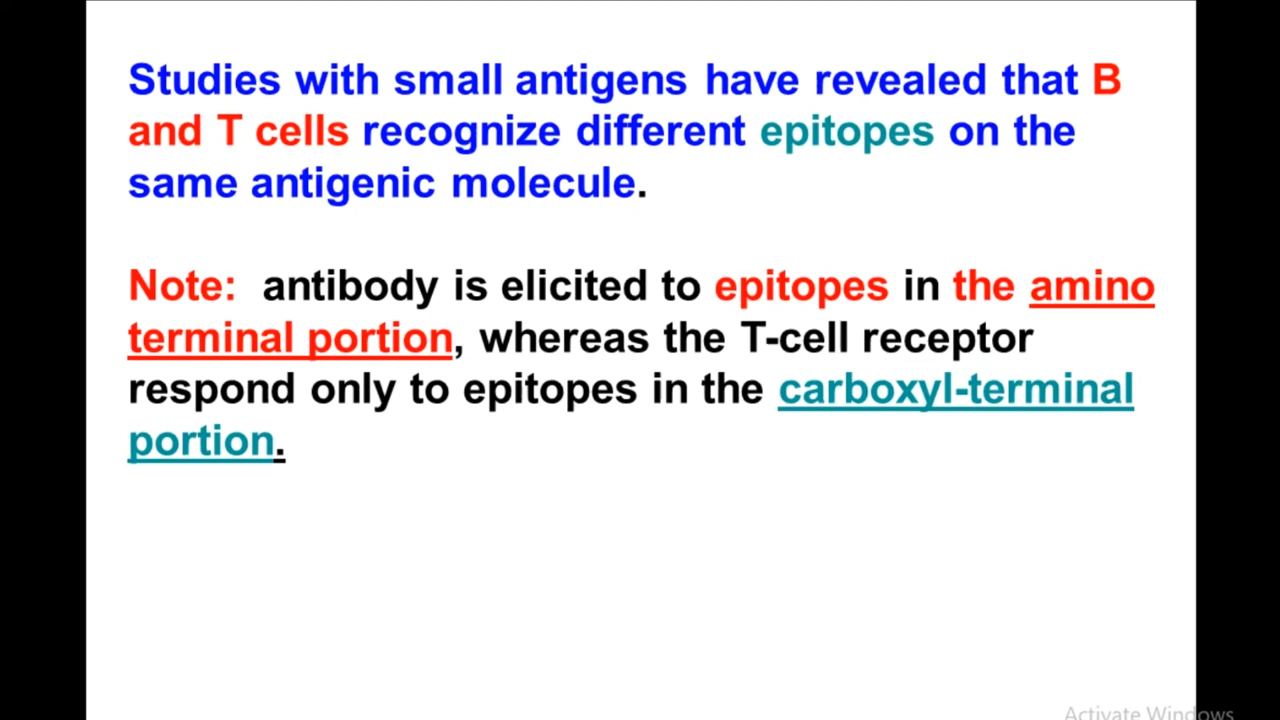 Studies with small antigens have revealed that B
and T cells recognize different epitopes on the
same antigenic molecule.
Note: antibody is elicited to epitopes in the amino
terminal portion, whereas the T-cell receptor
respond only to epitopes in the carboxyl-terminal
portion.
Activate Windows